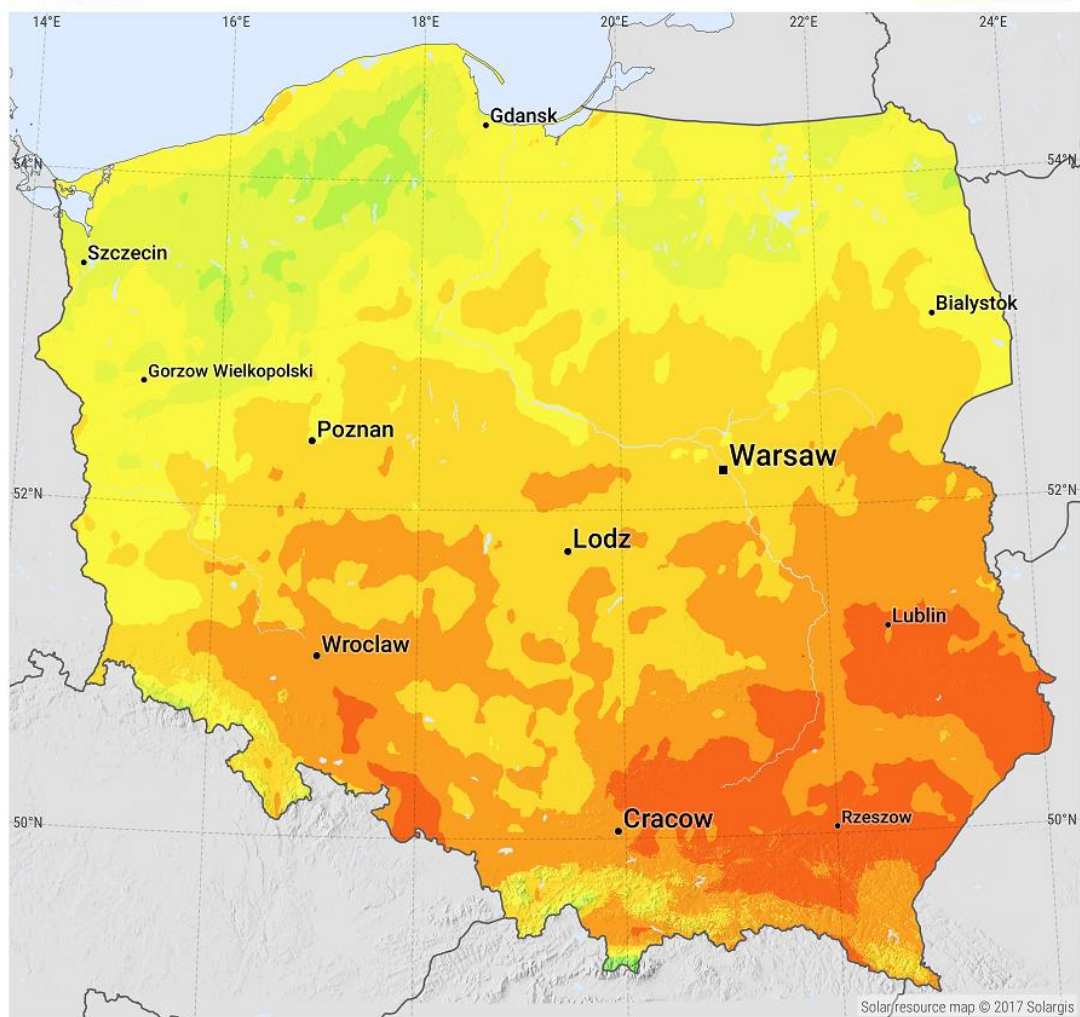 14°E
16°E
18°E
20°E
22°E
24°E
Gdansk
54°N
54°N
Szczecin
Bialystok
Gorzow Wielkopolski
Poznan
Warsaw
52°N
52°N
Lodz
Lublin
Wroclaw
50°N
Cracow
Rzeszow
50°N
Solar resource map © 2017 Solargis